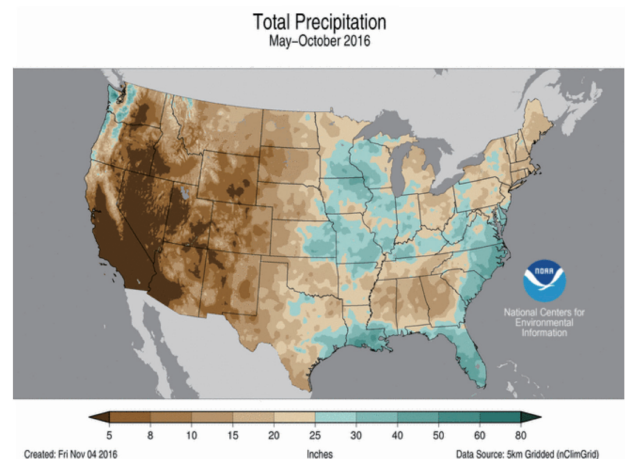 Total Precipitation
May–October 2016
NOAA
National Centers for
Environmental
Information
5 8 10 15 20 25 30 40 50 60 80
Created: Fri Nov 04 2016 Inches Data Source: 5km Gridded (nClimGrid)